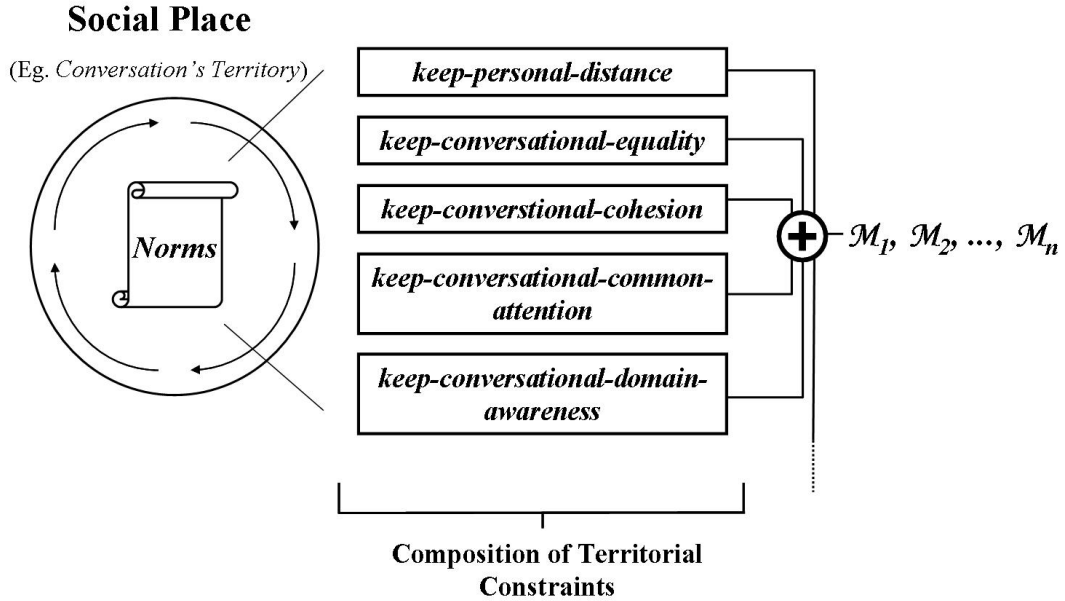 Social Place
(Eg. Conversation's Territory)
Norms
keep-personal-distance
keep-conversational-equality
keep-converstional-cohesion
keep-conversational-common-
attention
keep-conversational-domain-
awareness
+
ℳ1, ℳ2, ..., ℳn
Composition of Territorial
Constraints